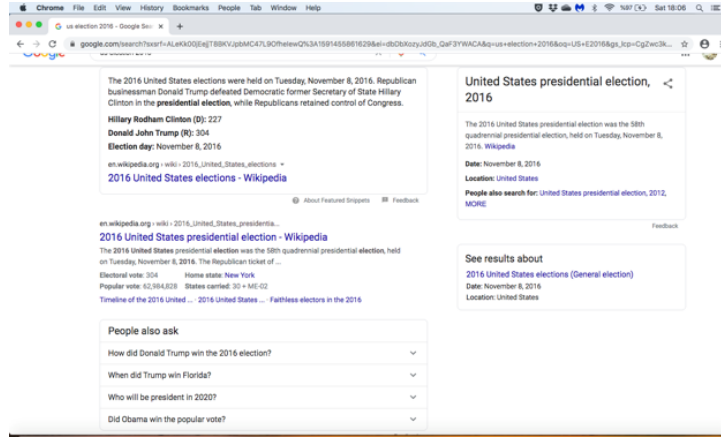 Chrome File Edit View History Bookmarks People Tab Window Help
%87 Sat 18:06
us election 2016 - Google Sea
The 2016 United States elections were held on Tuesday, November 8, 2016. Republican
businessman Donald Trump defeated Democratic former Secretary of State Hillary
Clinton in the presidential election, while Republicans retained control of Congress.
Hillary Rodham Clinton (D): 227
Donald John Trump (R): 304
Election day: November 8, 2016
en.wikipedia.org › wiki › 2016_United_States_elections
2016 United States elections - Wikipedia
About Featured Snippets Feedback
en.wikipedia.org › wiki › 2016_United_States_presidentia...
2016 United States presidential election - Wikipedia
The 2016 United States presidential election was the 58th quadrennial presidential election, held
on Tuesday, November 8, 2016. The Republican ticket of ...
Electoral vote: 304 Home state: New York
Popular vote: 62,984,828 States carried: 30 + ME-02
Timeline of the 2016 United ... · 2016 United States ... · Faithless electors in the 2016
People also ask
How did Donald Trump win the 2016 election?
When did Trump win Florida?
Who will be president in 2020?
Did Obama win the popular vote?
United States presidential election,
2016
The 2016 United States presidential election was the 58th
quadrennial presidential election, held on Tuesday, November 8,
2016. Wikipedia
Date: November 8, 2016
Location: United States
People also search for: United States presidential election, 2012,
MORE
Feedback
See results about
2016 United States elections (General election)
Date: November 8, 2016
Location: United States